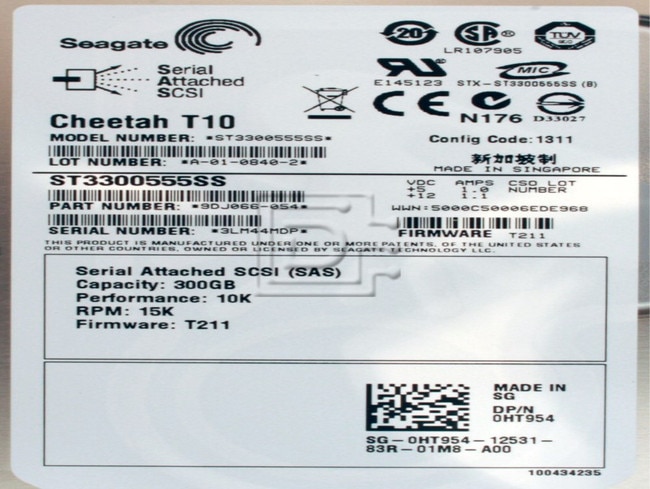 Seagate
20
SA
TUV
LR107905
Serial
Attached
SCSI
E145123
STX-ST3300555SS (B)
MIC
CE
N176
D33027
Cheetah T10
MODEL NUMBER: *ST3300555SS*
Config Code: 1311
LOT NUMBER: *A-01-0840-2*
新加坡制
MADE IN SINGAPORE
ST3300555SS
VDC AMPS CSO LOT
+5 1.0 NUMBER
+12 1.1
PART NUMBER: *9DJ066-054*
WWN:5000C50006EDE968
SERIAL NUMBER: *3LM44MDP*
FIRMWARE T211
THIS PRODUCT IS MANUFACTURED UNDER ONE OR MORE PATENTS, OF THE UNITED STATES
OR OTHER COUNTRIES, OWNED OR LICENSED BY SEAGATE TECHNOLOGY LLC.
Serial Attached SCSI (SAS)
Capacity: 300GB
Performance: 10K
RPM: 15K
Firmware: T211
MADE IN
SG
DP/N
0HT954
SG-0HT954-12531-
83R-01M8-A00
100434235